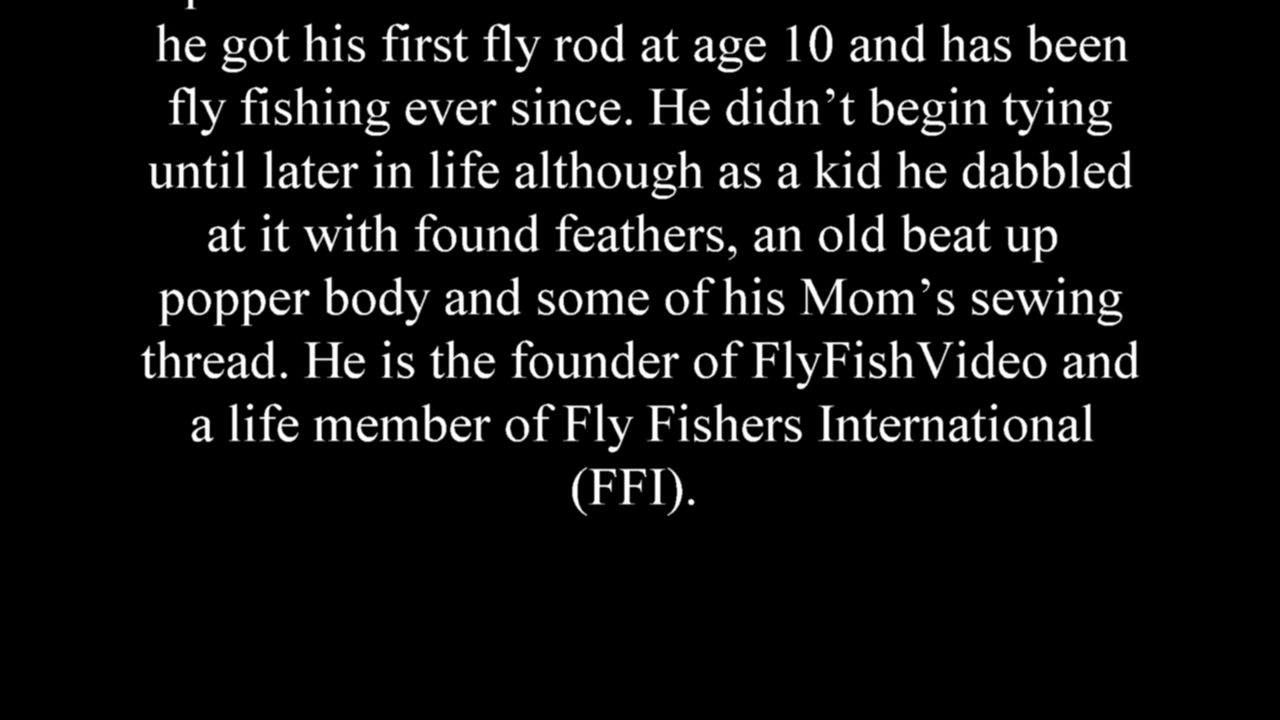 he got his first fly rod at age 10 and has been
fly fishing ever since. He didn’t begin tying
until later in life although as a kid he dabbled
at it with found feathers, an old beat up
popper body and some of his Mom’s sewing
thread. He is the founder of FlyFishVideo and
a life member of Fly Fishers International
(FFI).